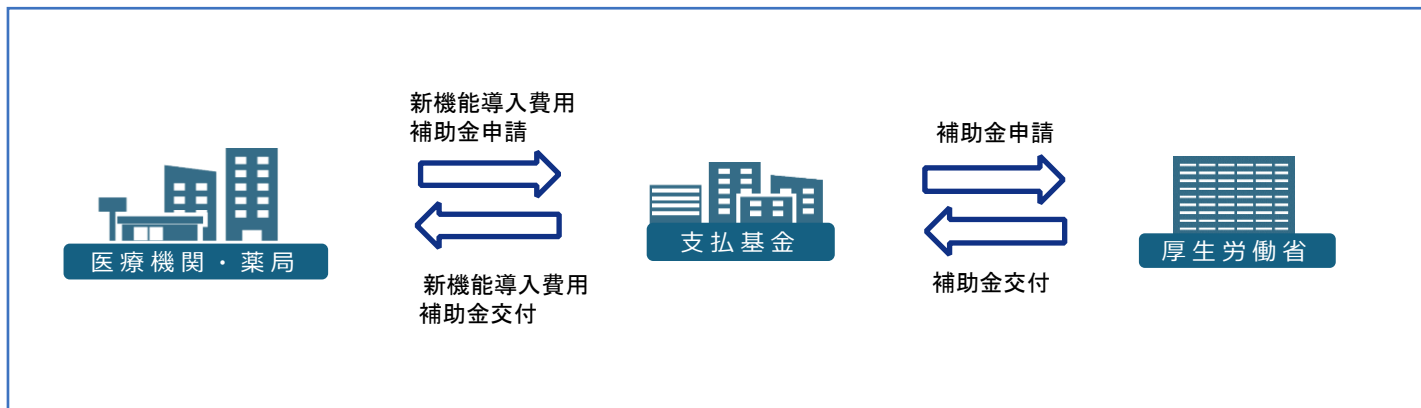 新機能導入費用
補助金申請
補助金申請
医療機関・薬局
支払基金
厚生労働省
新機能導入費用
補助金交付
補助金交付